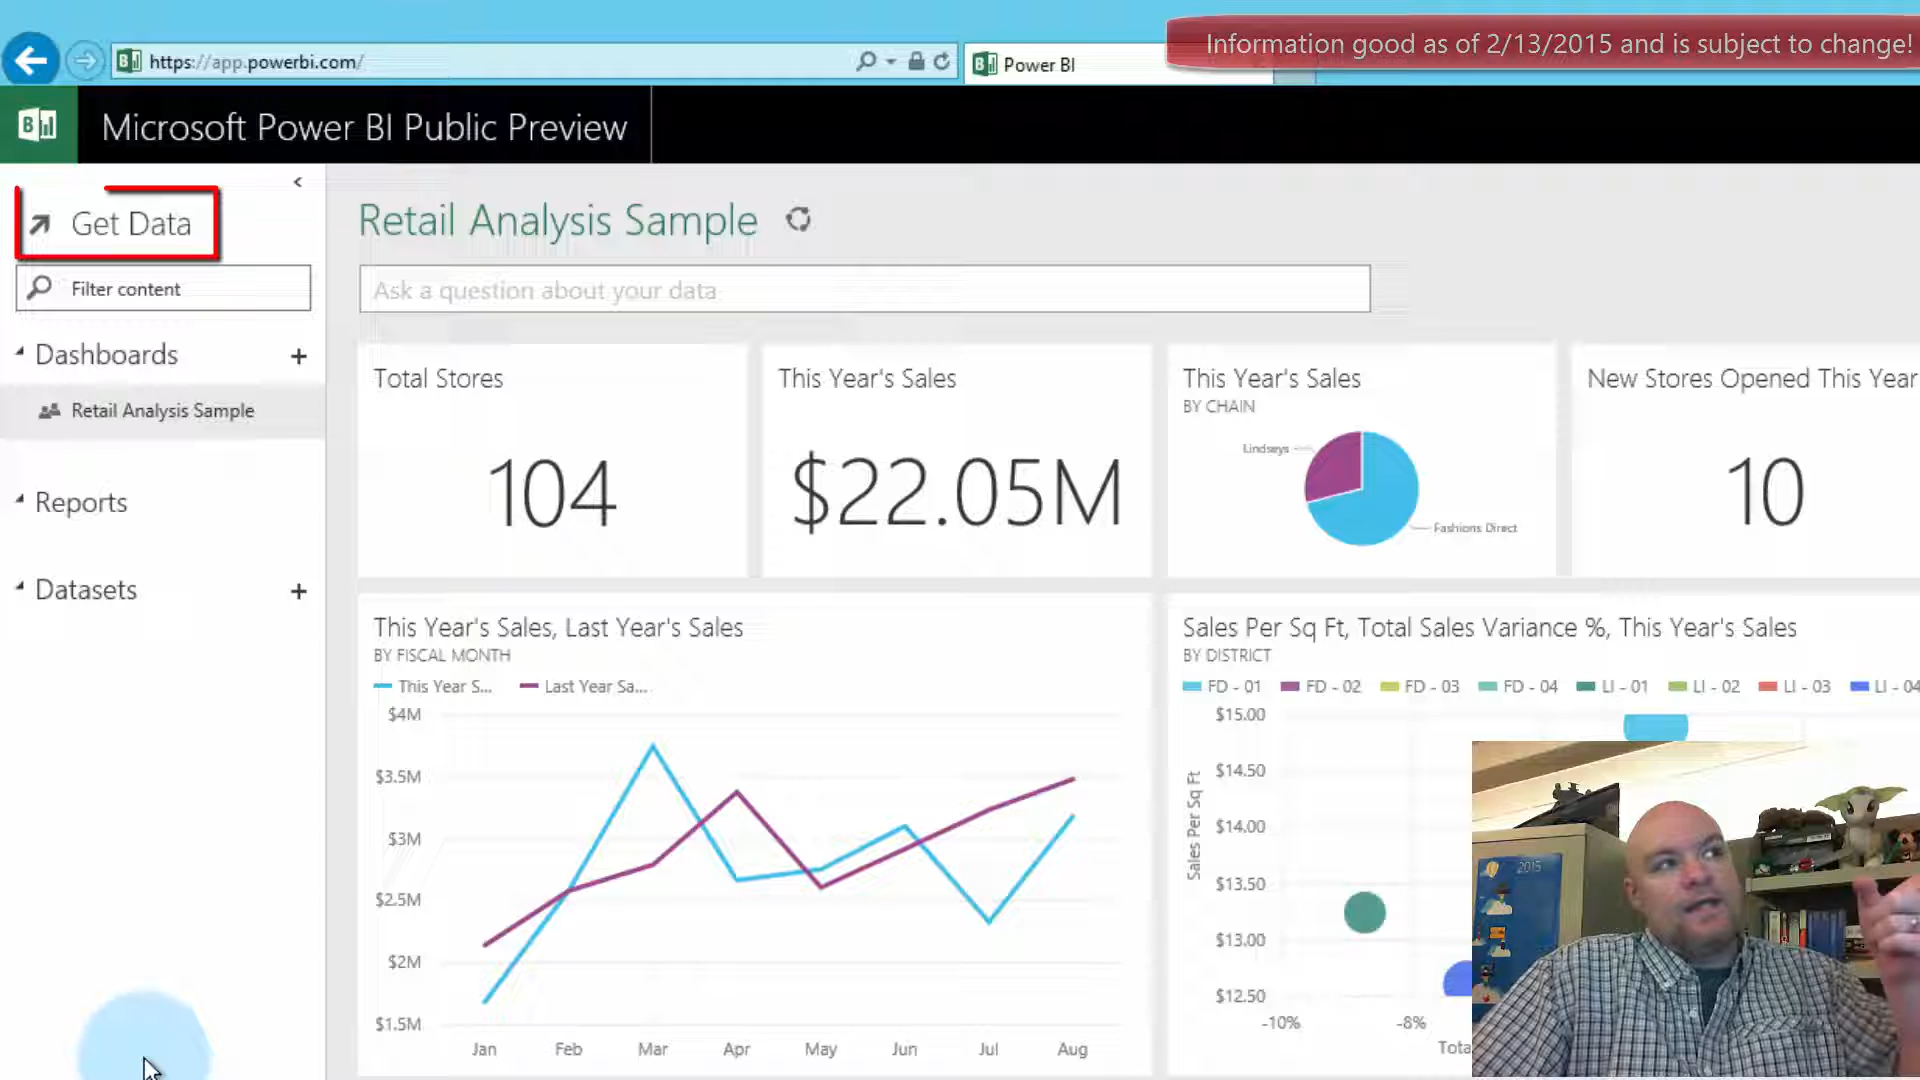 Information good as of 2/13/2015 and is subject to change!
https://app.powerbi.com/
Power BI
Microsoft Power BI Public Preview
Get Data
Filter content
Dashboards
Retail Analysis Sample
Reports
Datasets
Retail Analysis Sample
Ask a question about your data
Total Stores
104
This Year's Sales
$22.05M
This Year's Sales
BY CHAIN
Lindseys
Fashions Direct
New Stores Opened This Year
10
This Year's Sales, Last Year's Sales
BY FISCAL MONTH
This Year S... Last Year Sa...
$4M
$3.5M
$3M
$2.5M
$2M
$1.5M
Jan Feb Mar Apr May Jun Jul Aug
Sales Per Sq Ft, Total Sales Variance %, This Year's Sales
BY DISTRICT
FD - 01 FD - 02 FD - 03 FD - 04 LI - 01 LI - 02 LI - 03 LI - 04
Sales Per Sq Ft
$15.00
$14.50
$14.00
$13.50
$13.00
$12.50
-10% -8%
Tota
2015